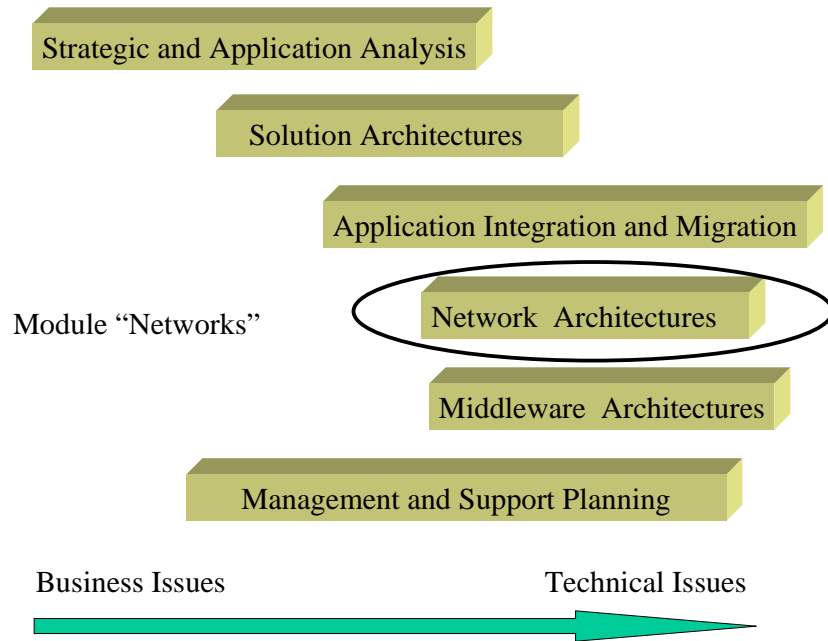 Strategic and Application Analysis
Solution Architectures
Application Integration and Migration
Module “Networks”
Network Architectures
Middleware Architectures
Management and Support Planning
Business Issues
Technical Issues